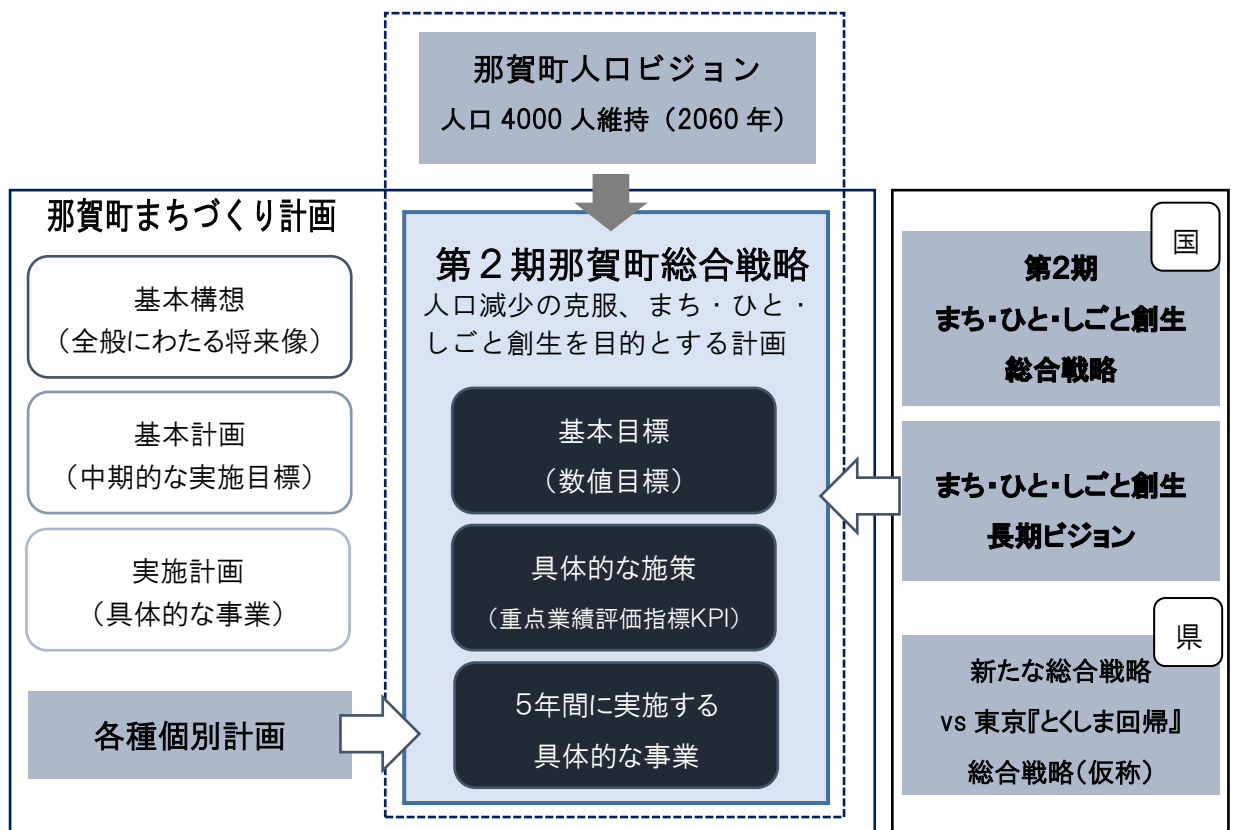 那賀町人口ビジョン
人口 4000 人維持（2060 年）
那賀町まちづくり計画
基本構想
（全般にわたる将来像）
基本計画
（中期的な実施目標）
実施計画
（具体的な事業）
各種個別計画
第２期那賀町総合戦略
人口減少の克服、まち・ひと・
しごと創生を目的とする計画
基本目標
（数値目標）
具体的な施策
（重点業績評価指標KPI）
5年間に実施する
具体的な事業
国
第2期
まち・ひと・しごと創生
総合戦略
まち・ひと・しごと創生
長期ビジョン
県
新たな総合戦略
vs 東京『とくしま回帰』
総合戦略（仮称）